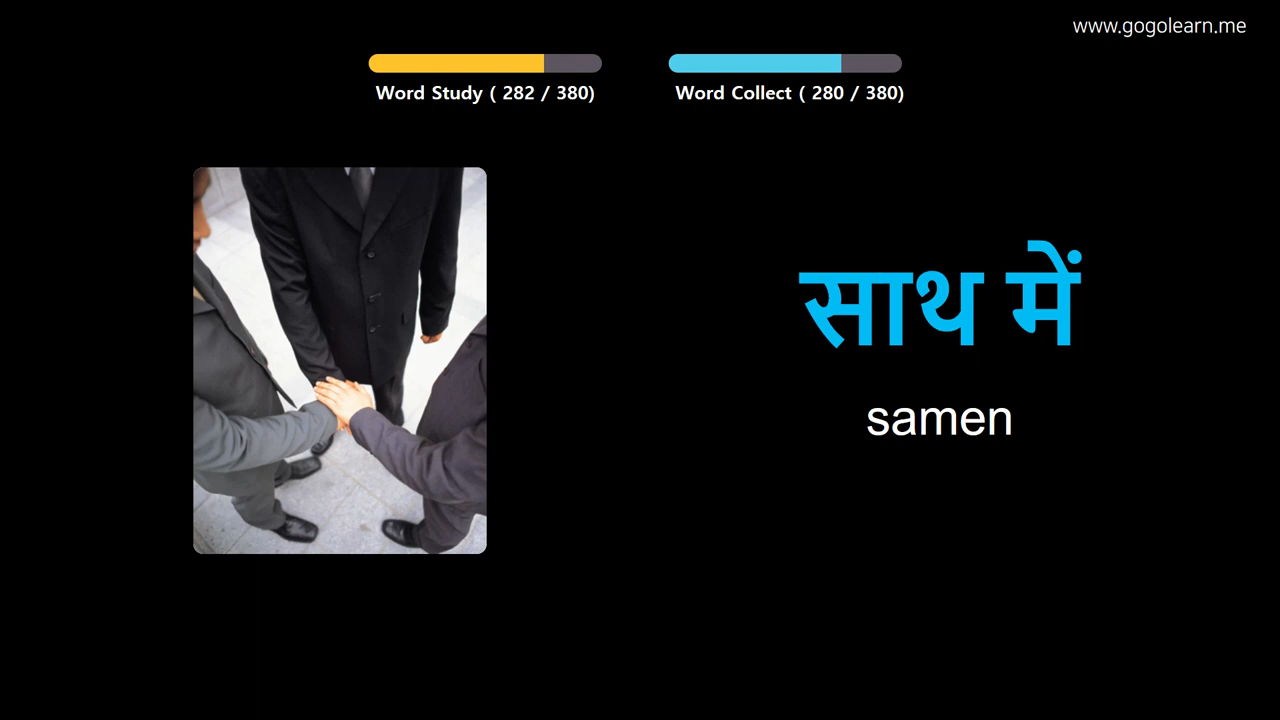 www.gogolearn.me
Word Study ( 282 / 380)
Word Collect ( 280 / 380)
साथ में
samen